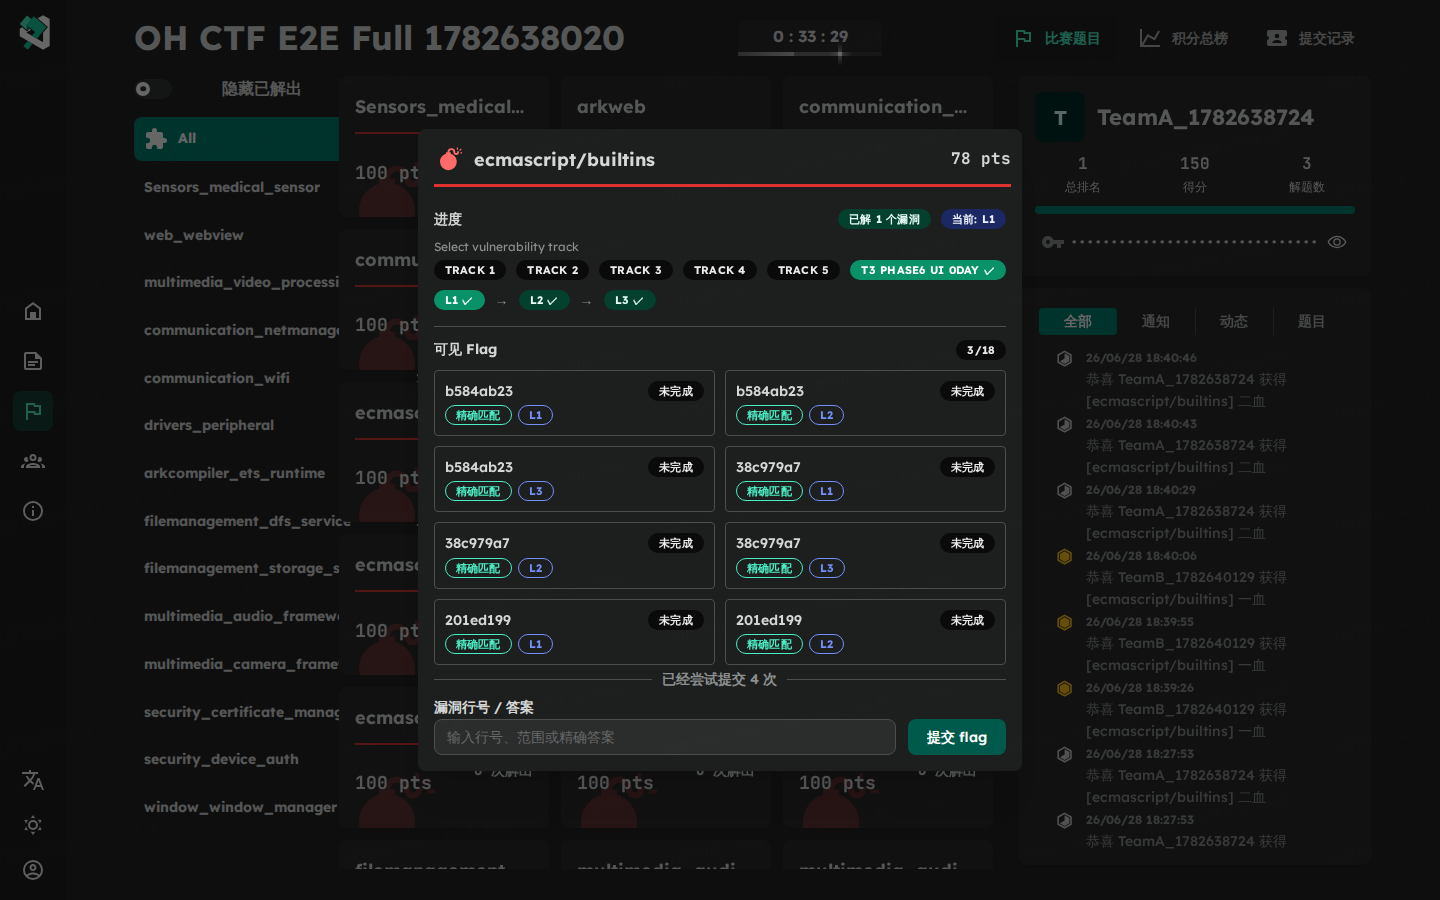 OH CTF E2E Full 1782638020
0 : 33 : 29
比赛题目
积分总榜
提交记录
隐藏已解出
All
Sensors_medical_sensor
web_webview
multimedia_video_processi
communication_netmanage
communication_wifi
drivers_peripheral
arkcompiler_ets_runtime
filemanagement_dfs_service
filemanagement_storage_s
multimedia_audio_framew
multimedia_camera_frame
security_certificate_manag
security_device_auth
window_window_manager
Sensors_medical...
arkweb
communication_...
100 pt
commu
100 pt
ecmasc
100 pt
ecmasc
100 pt
ecmasc
100 pts
100 pts
100 pts
ecmascript/builtins
78 pts
进度
已解 1 个漏洞
当前: L1
Select vulnerability track
TRACK 1
TRACK 2
TRACK 3
TRACK 4
TRACK 5
T3 PHASE6 UI 0DAY ✓
L1 ✓ → L2 ✓ → L3 ✓
可见 Flag
3/18
b584ab23
未完成
精确匹配
L1
b584ab23
未完成
精确匹配
L2
b584ab23
未完成
精确匹配
L3
38c979a7
未完成
精确匹配
L1
38c979a7
未完成
精确匹配
L2
38c979a7
未完成
精确匹配
L3
201ed199
未完成
精确匹配
L1
201ed199
未完成
精确匹配
L2
已经尝试提交 4 次
漏洞行号 / 答案
输入行号、范围或精确答案
提交 flag
T
TeamA_1782638724
1
150
3
总排名
得分
解题数
全部
通知
动态
题目
26/06/28 18:40:46
恭喜 TeamA_1782638724 获得
[ecmascript/builtins] 二血
26/06/28 18:40:43
恭喜 TeamA_1782638724 获得
[ecmascript/builtins] 二血
26/06/28 18:40:29
恭喜 TeamA_1782638724 获得
[ecmascript/builtins] 二血
26/06/28 18:40:06
恭喜 TeamB_1782640129 获得
[ecmascript/builtins] 一血
26/06/28 18:39:55
恭喜 TeamB_1782640129 获得
[ecmascript/builtins] 一血
26/06/28 18:39:26
恭喜 TeamB_1782640129 获得
[ecmascript/builtins] 一血
26/06/28 18:27:53
恭喜 TeamA_1782638724 获得
[ecmascript/builtins] 二血
26/06/28 18:27:53
恭喜 TeamA_1782638724 获得